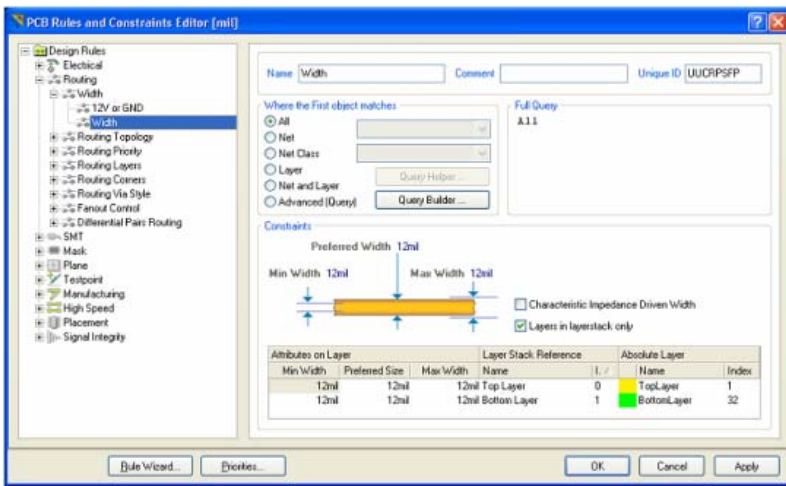 PCB Rules and Constraints Editor [mil]
Design Rules
Electrical
Routing
Width
12V or GND
Width
Routing Topology
Routing Priority
Routing Layers
Routing Corners
Routing Via Style
Fanout Control
Differential Pairs Routing
SMT
Mask
Plane
Testpoint
Manufacturing
High Speed
Placement
Signal Integrity
Name Width Comment Unique ID UUCRPSFP
Where the First object matches
All
Net
Net Class
Layer
Net and Layer
Advanced (Query)
Query Helper ...
Query Builder ...
Full Query
All
Constraints
Preferred Width 12mil
Min Width 12mil Max Width 12mil
Characteristic Impedance Driven Width
Layers in layerstack only
Attributes on Layer Layer Stack Reference Absolute Layer
Min Width Preferred Size Max Width Name I. Name Index
12mil 12mil 12mil Top Layer 0 TopLayer 1
12mil 12mil 12mil Bottom Layer 1 BottomLayer 32
Rule Wizard... Priorities... OK Cancel Apply